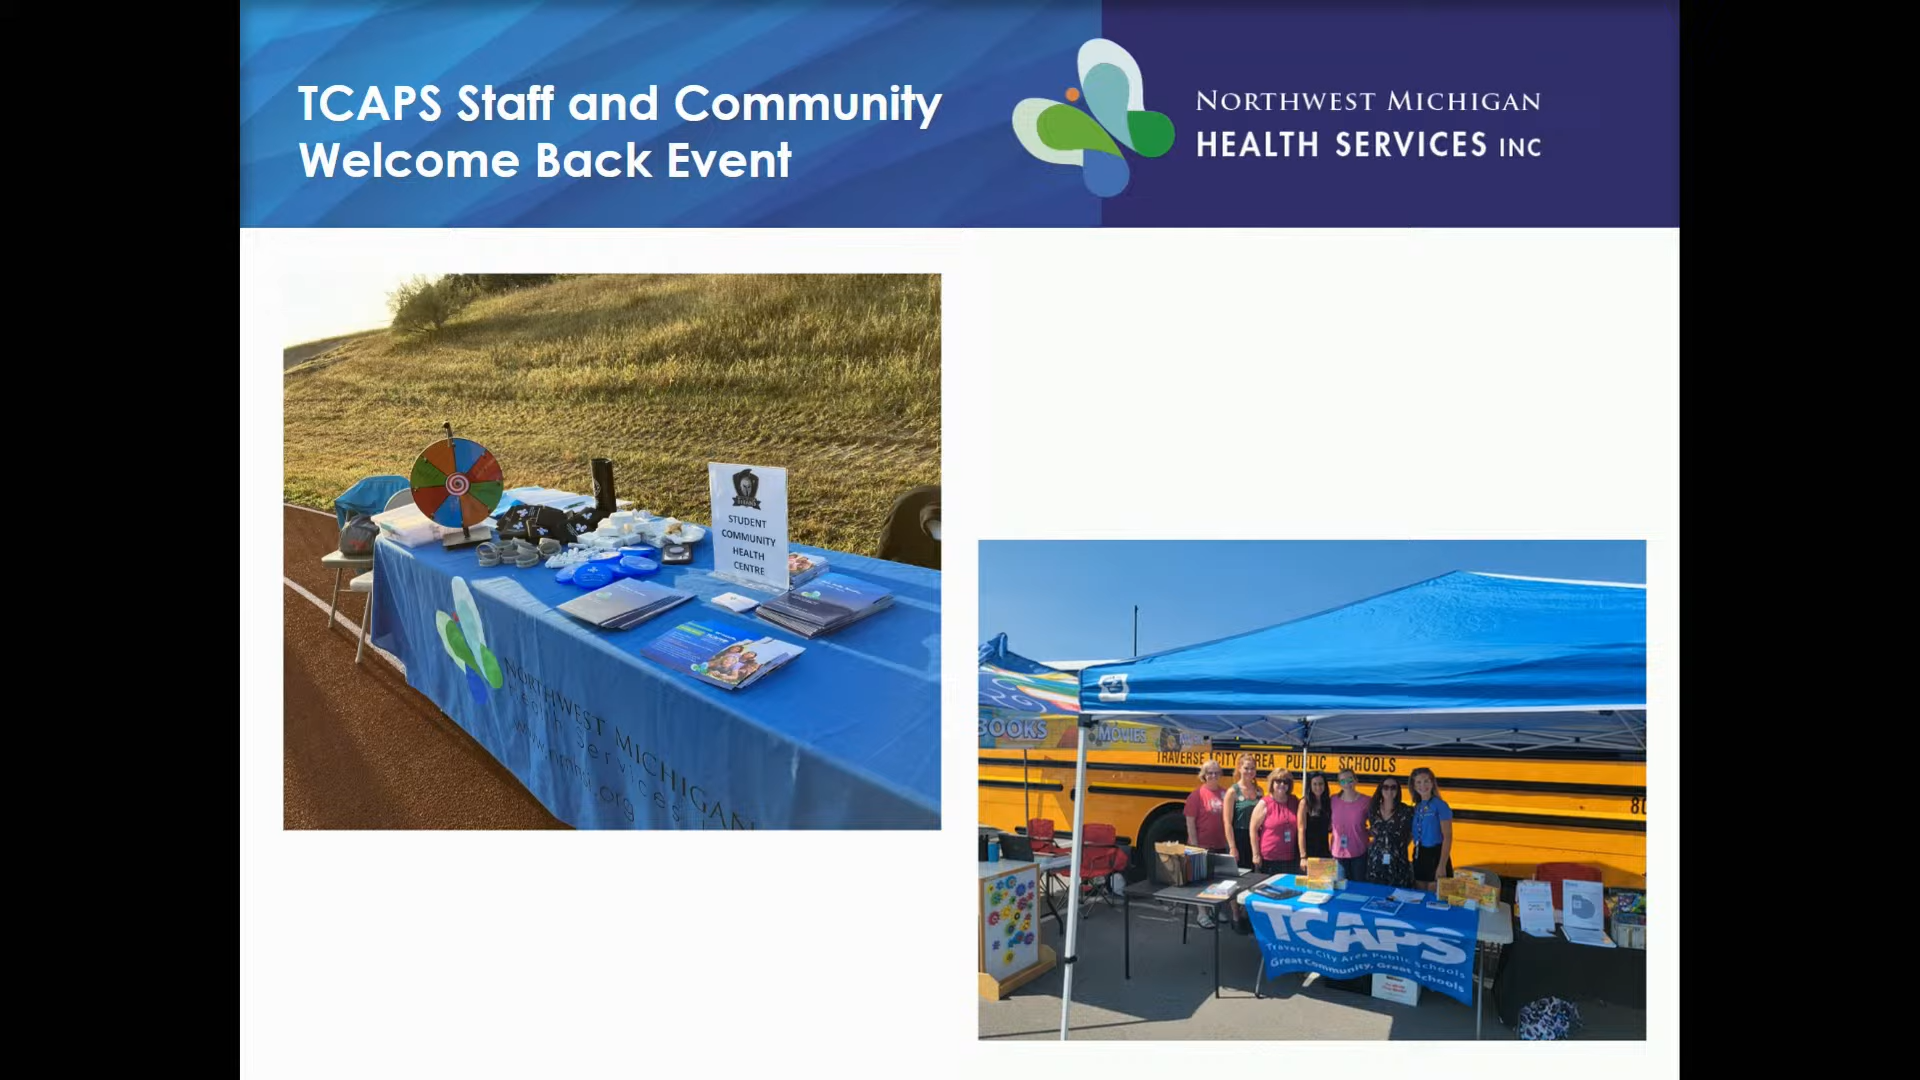 TCAPS Staff and Community
Welcome Back Event
NORTHWEST MICHIGAN
HEALTH SERVICES INC
STUDENT
COMMUNITY
HEALTH
CENTRE
NORTHWEST MICHIGAN
Health Services
BOOKS
MOVIES
TRAVERSE CITY AREA PUBLIC SCHOOLS
TCAPS
Traverse City Area Public Schools
Great Community, Great Schools